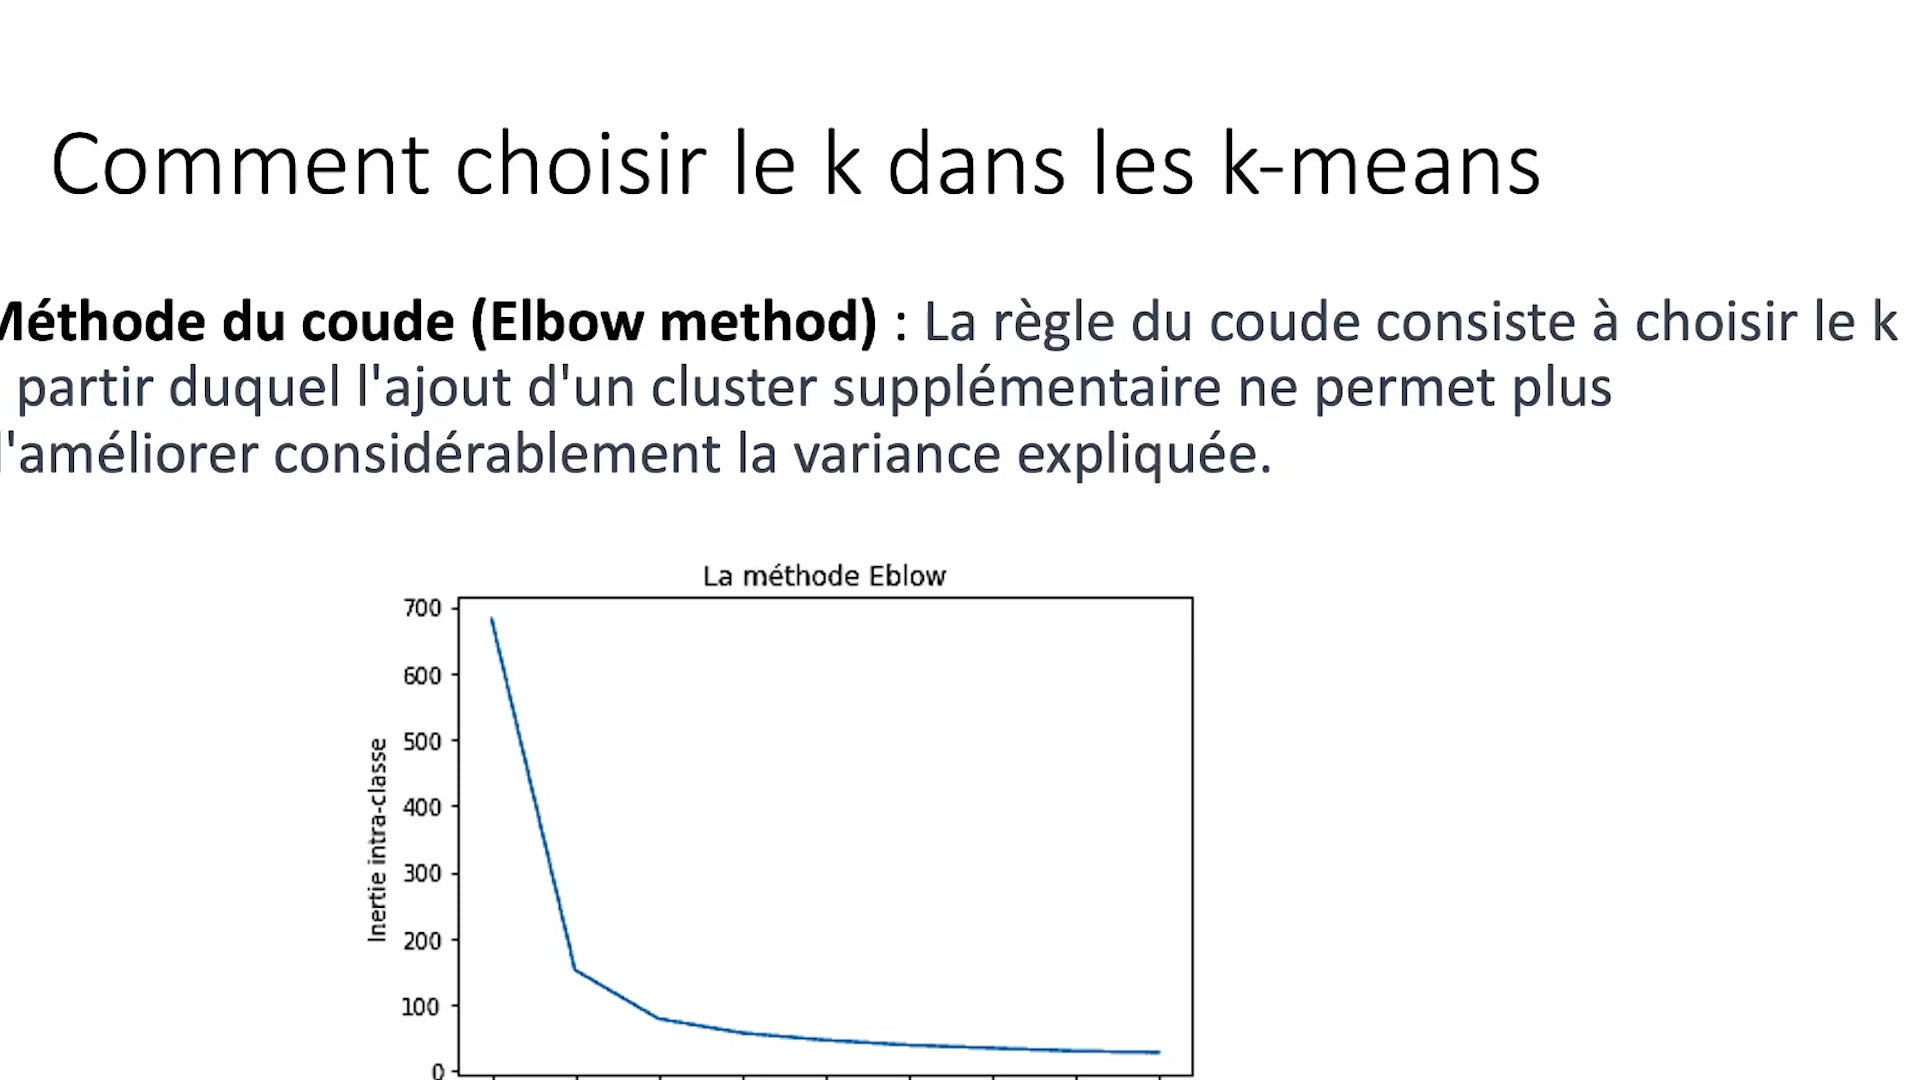 Comment choisir le k dans les k-means
Méthode du coude (Elbow method) : La règle du coude consiste à choisir le k
partir duquel l'ajout d'un cluster supplémentaire ne permet plus
d'améliorer considérablement la variance expliquée.
La méthode Eblow
700
600
500
400
300
200
100
0
Inertie intra-classe